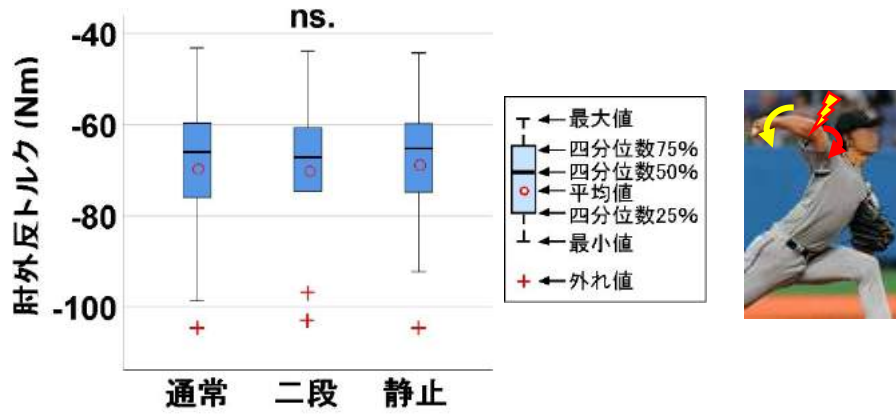 ns.
肘外反トルク (Nm)
-40
-60
-80
-100
通常 二段 静止
最大値
四分位数75%
四分位数50%
平均値
四分位数25%
最小値
外れ値